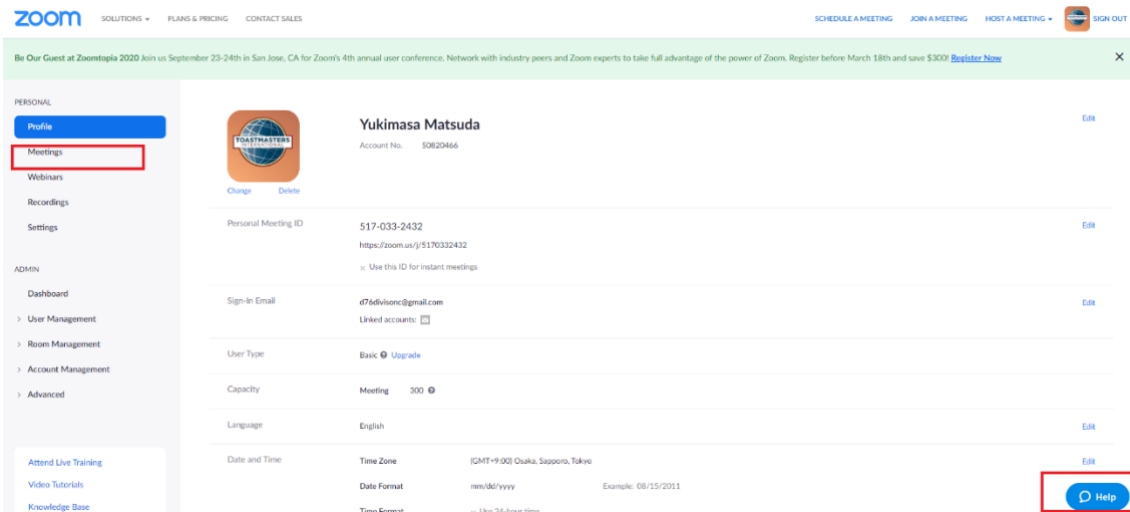 zoom SOLUTIONS PLANS & PRICING CONTACT SALES SCHEDULE A MEETING JOIN A MEETING HOST A MEETING SIGN OUT
Be Our Guest at Zoomtopia 2020 Join us September 23-24th in San Jose, CA for Zoom's 4th annual user conference. Network with industry peers and Zoom experts to take full advantage of the power of Zoom. Register before March 18th and save $300! Register Now
PERSONAL
Profile
Meetings
Webinars
Recordings
Settings
ADMIN
Dashboard
User Management
Room Management
Account Management
Advanced
Attend Live Training
Video Tutorials
Knowledge Base
TOASTMASTERS
INTERNATIONAL
Change Delete
Yukimasa Matsuda
Edit
Account No. 50820466
Personal Meeting ID 517-033-2432 Edit
https://zoom.us/j/5170332432
× Use this ID for instant meetings
Sign-In Email d76divisonc@gmail.com Edit
Linked accounts:
User Type Basic Upgrade
Capacity Meeting 300
Language English Edit
Date and Time Time Zone (GMT+9:00) Osaka, Sapporo, Tokyo Edit
Date Format mm/dd/yyyy Example: 08/15/2011
Time Format Use 24-hour time
Help